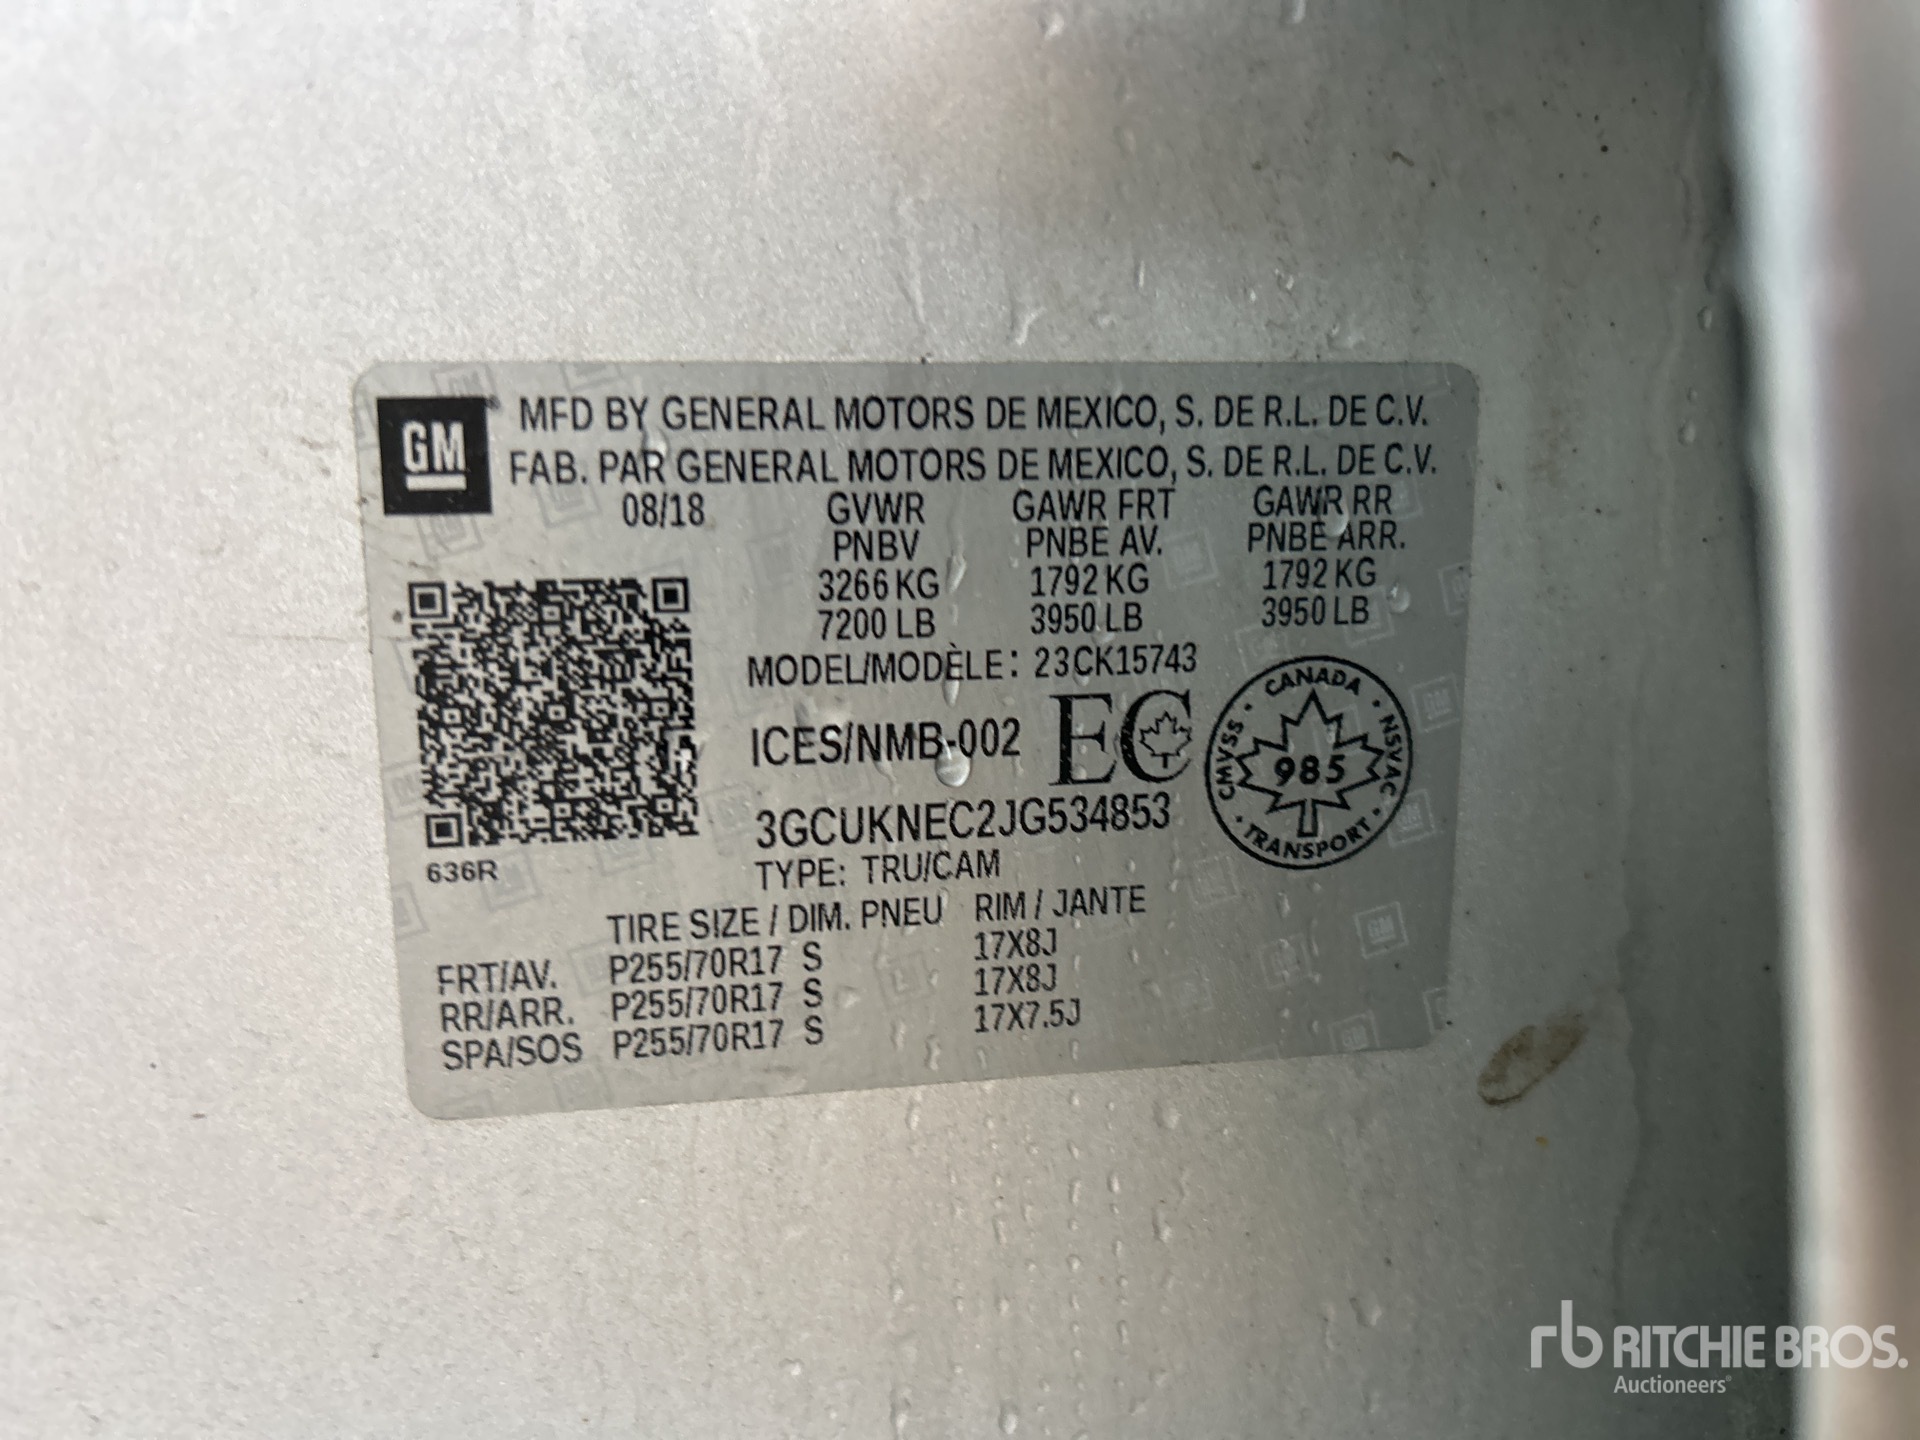 GM
MFD BY GENERAL MOTORS DE MEXICO, S. DE R.L. DE C.V.
FAB. PAR GENERAL MOTORS DE MEXICO, S. DE R.L. DE C.V.
08/18 GVWR GAWR FRT GAWR RR
PNBV PNBE AV. PNBE ARR.
3266 KG 1792 KG 1792 KG
7200 LB 3950 LB 3950 LB
MODEL/MODÈLE: 23CK15743
ICES/NMB-002 EC
CANADA
CMVSS 985 NSVAC
TRANSPORT
3GCUKNEC2JG534853
636R
TYPE: TRU/CAM
TIRE SIZE / DIM. PNEU RIM / JANTE
FRT/AV. P255/70R17 S 17X8J
RR/ARR. P255/70R17 S 17X8J
SPA/SOS P255/70R17 S 17X7.5J
rb RITCHIE BROS.
Auctioneers